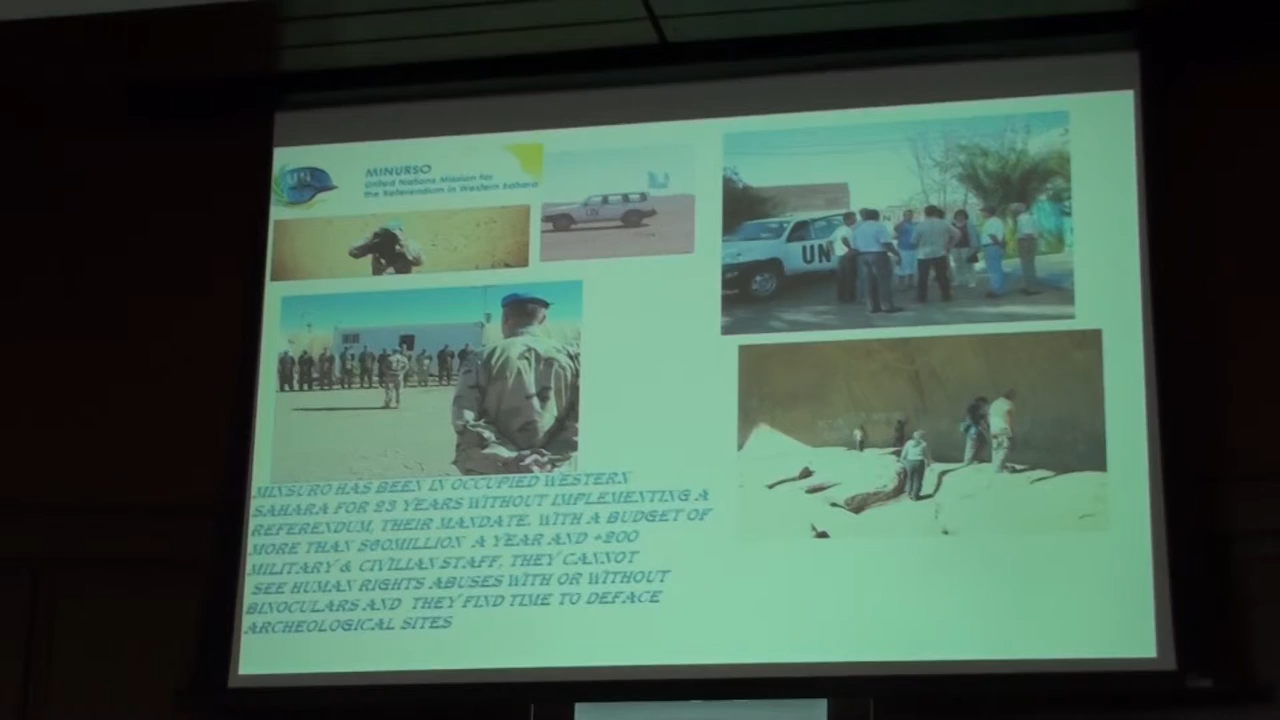 UN
MINURSO
United Nations Mission for
the Referendum in Western Sahara
UN
UN
MINSURO HAS BEEN IN OCCUPIED WESTERN
SAHARA FOR 23 YEARS WITHOUT IMPLEMENTING A
REFERENDUM, THEIR MANDATE. WITH A BUDGET OF
MORE THAN $60MILLION A YEAR AND +200
MILITARY & CIVILIAN STAFF, THEY CANNOT
SEE HUMAN RIGHTS ABUSES WITH OR WITHOUT
BINOCULARS AND THEY FIND TIME TO DEFACE
ARCHEOLOGICAL SITES